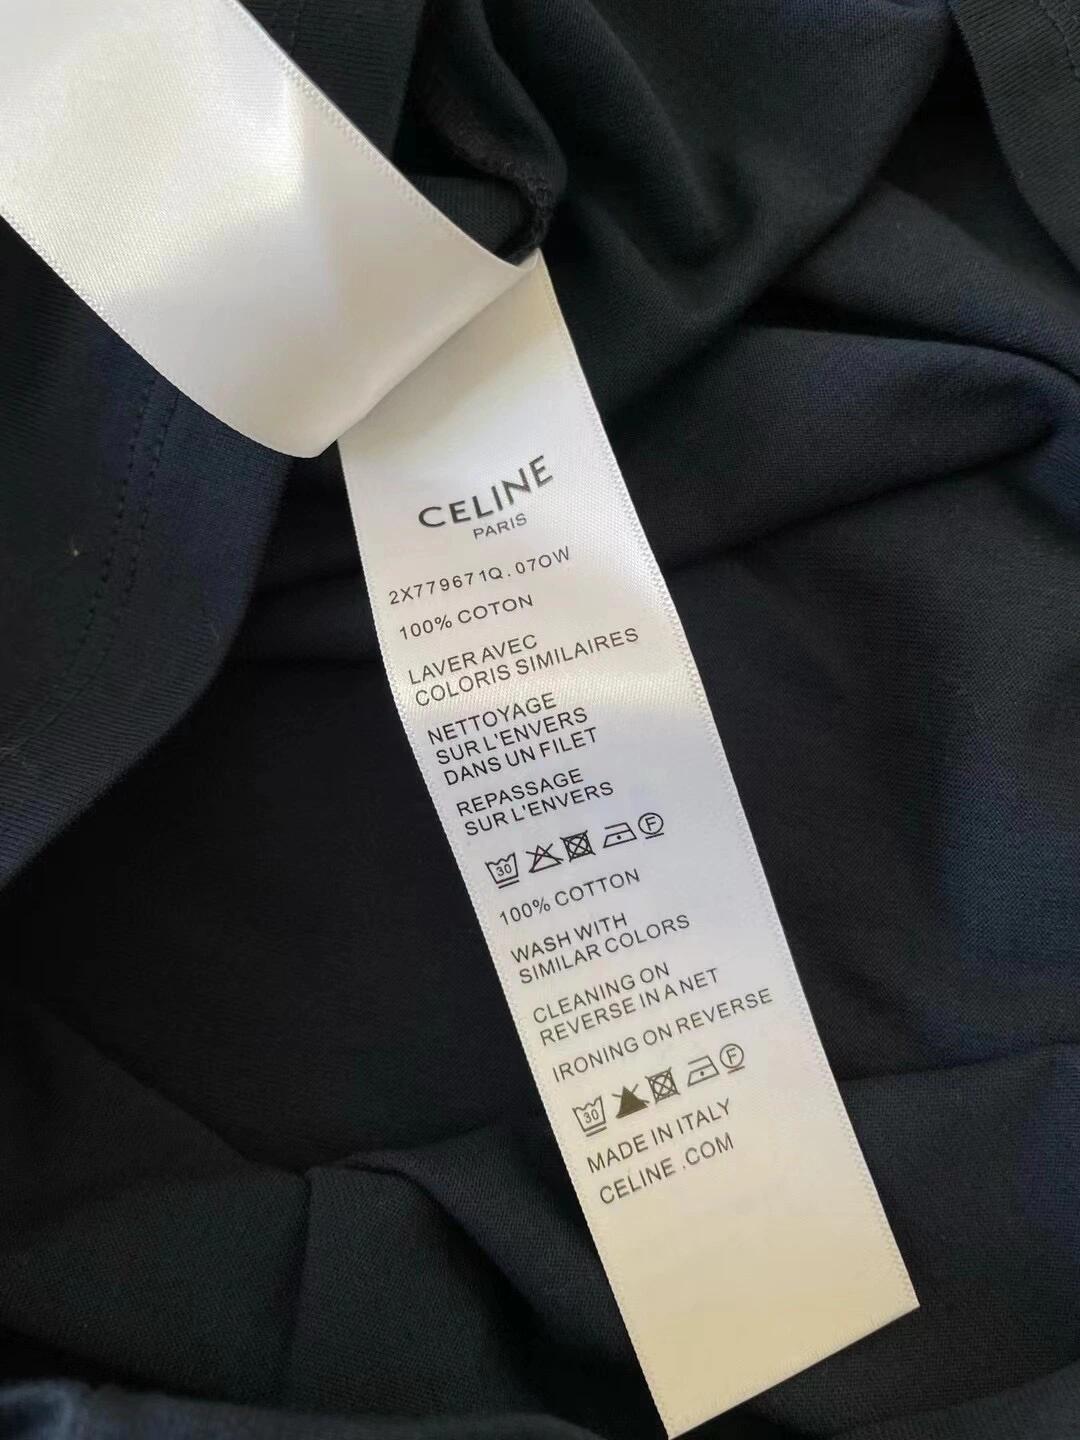 CELINE
PARIS
2X779671Q.07OW
100% COTON
LAVER AVEC
COLORIS SIMILAIRES
NETTOYAGE
SUR L'ENVERS
DANS UN FILET
REPASSAGE
SUR L'ENVERS
30 F
100% COTTON
WASH WITH
SIMILAR COLORS
CLEANING ON
REVERSE IN A NET
IRONING ON REVERSE
30 F
MADE IN ITALY
CELINE .COM